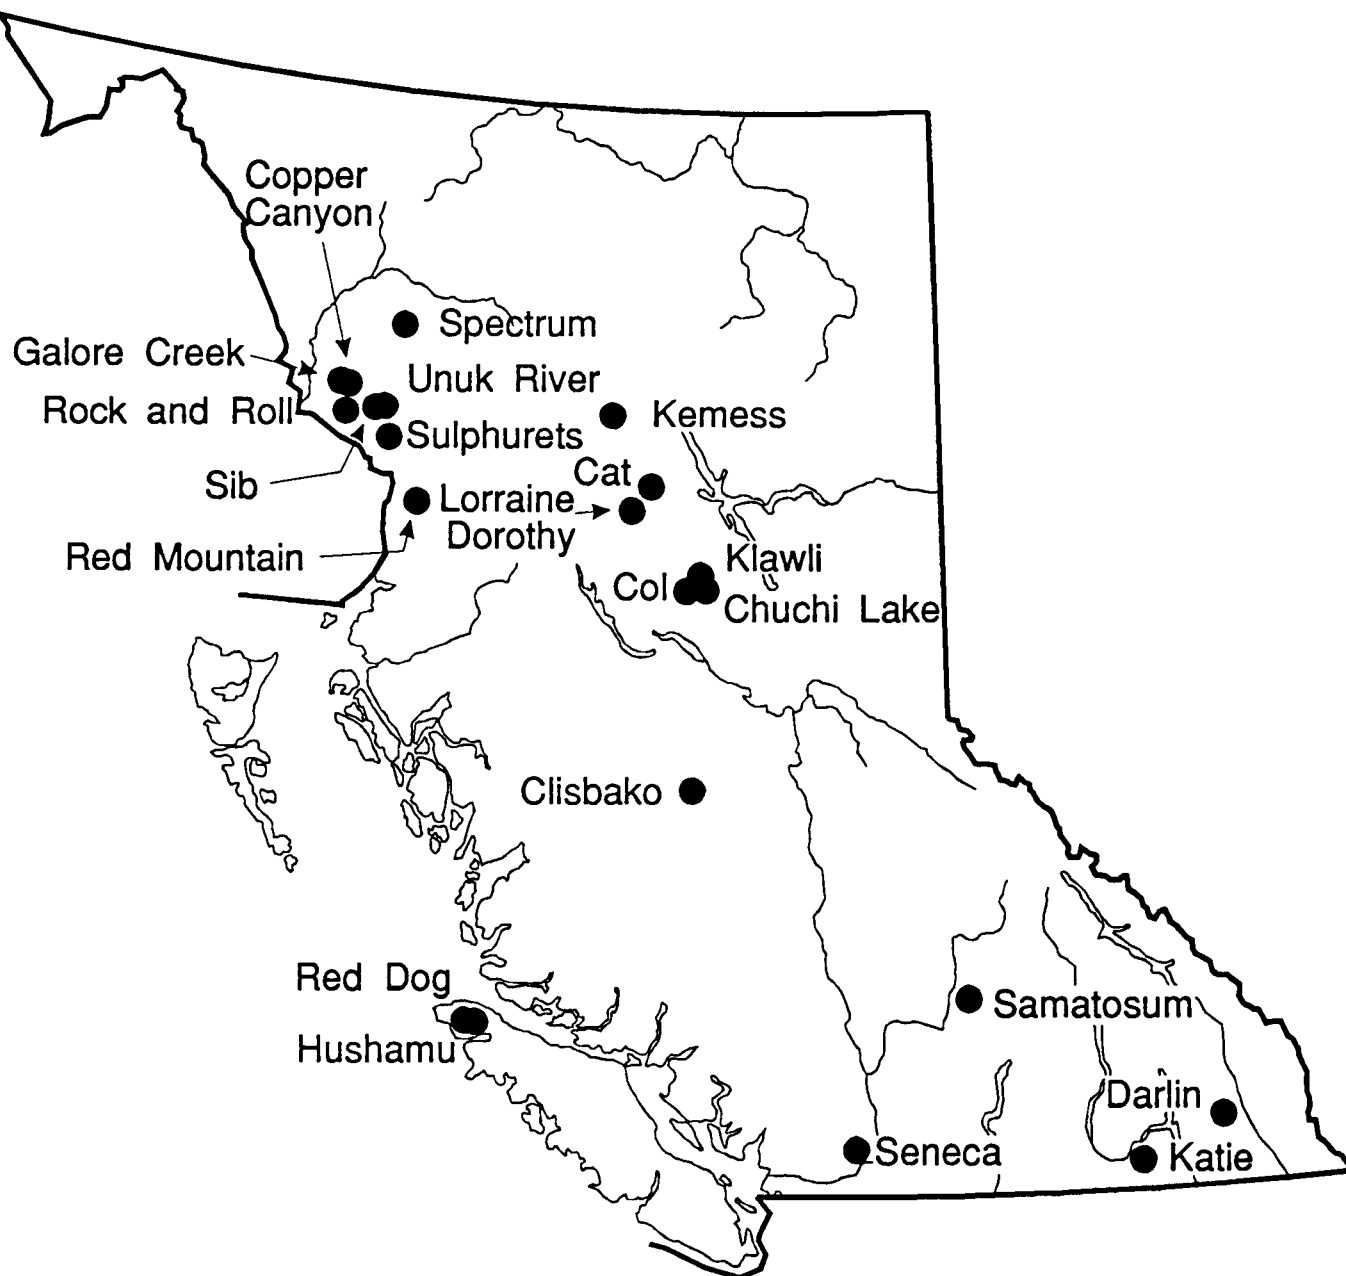 Copper
Canyon
Spectrum
Galore Creek
Unuk River
Rock and Roll
Kemess
Sulphurets
Cat
Sib
Lorraine
Dorothy
Red Mountain
Klawli
Col
Chuchi Lake
Clisbako
Red Dog
Samatosum
Hushamu
Darlin
Seneca
Katie